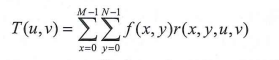 T(u,v) = \sum_{x=0}^{M-1} \sum_{y=0}^{N-1} f(x,y)r(x,y,u,v)